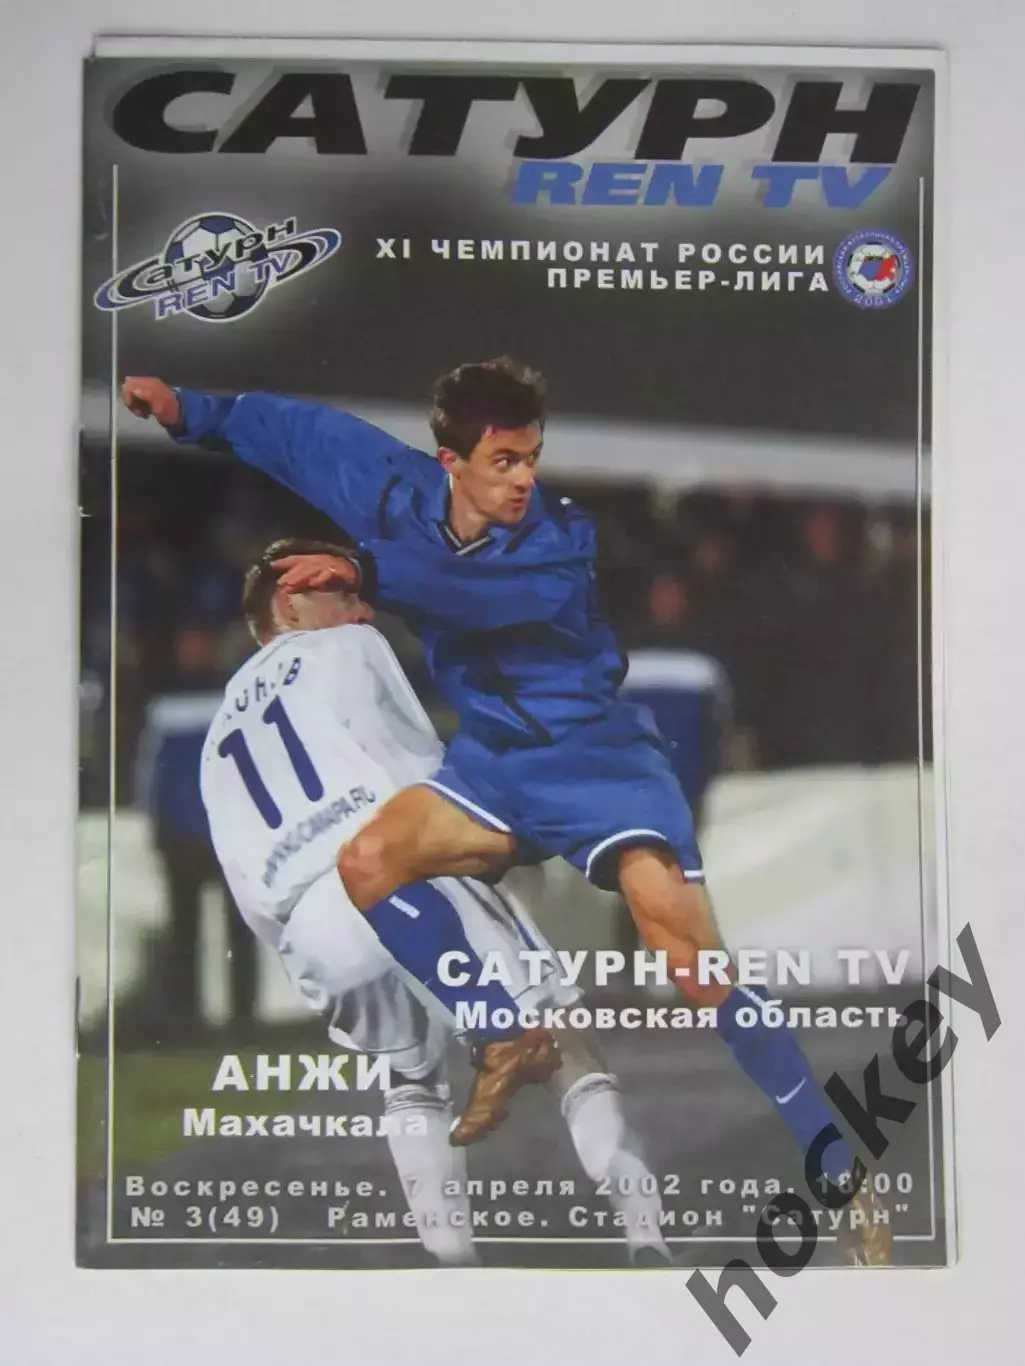 САТУРН
REN TV
САТУРН
REN TV
XI ЧЕМПИОНАТ РОССИИ
ПРЕМЬЕР-ЛИГА
2001
11
САТУРН-REN TV
Московская область
АНЖИ
Махачкала
Воскресенье. 7 апреля 2002 года. 18:00
№ 3(49) Раменское. Стадион "Сатурн"
hockey